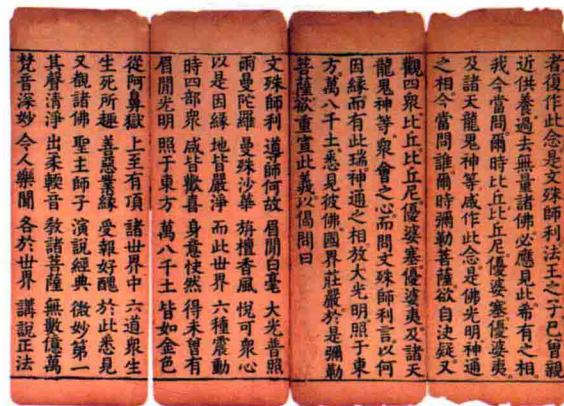 者復作此念是文殊師利法王之子已曾親
近供養過去無量諸佛必應見此希有之相
我今當問爾時比丘比丘尼優婆塞優婆夷
及諸天龍鬼神等咸作此念是佛光明神通
之相今當問誰爾時彌勒菩薩欲自決疑又
觀四衆比丘比丘尼優婆塞優婆夷及諸天
龍鬼神等衆會之心而問文殊師利言以何
因緣而有此瑞神通之相放大光明照于東
方萬八千土悉見彼佛國界莊嚴於是彌勒
菩薩欲重宣此義以偈問曰
文殊師利 導師何故 眉閒白毫 大光普照
雨曼陀羅 曼殊沙華 栴檀香風 悅可衆心
以是因緣 地皆嚴淨 而此世界 六種震動
時四部衆 咸皆歡喜 身意快然 得未曾有
眉閒光明 照于東方 萬八千土 皆如金色
從阿鼻獄 上至有頂 諸世界中 六道衆生
生死所趣 善惡業緣 受報好醜 於此悉見
又觀諸佛 聖主師子 演說經典 微妙第一
其聲清淨 出柔輭音 教諸菩薩 無數億萬
梵音深妙 令人樂聞 各於世界 講說正法